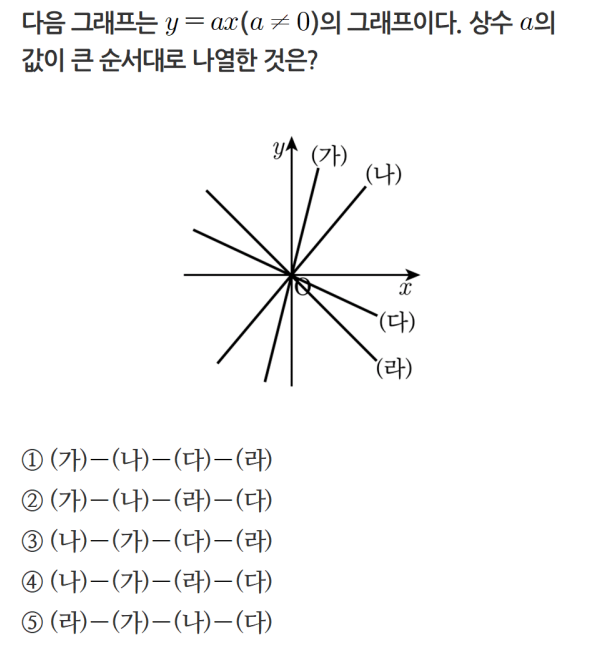 다음 그래프는 y = ax(a ≠ 0)의 그래프이다. 상수 a의
값이 큰 순서대로 나열한 것은?
y
(가)
(나)
O
x
(다)
(라)
① (가)−(나)−(다)−(라)
② (가)−(나)−(라)−(다)
③ (나)−(가)−(다)−(라)
④ (나)−(가)−(라)−(다)
⑤ (라)−(가)−(나)−(다)